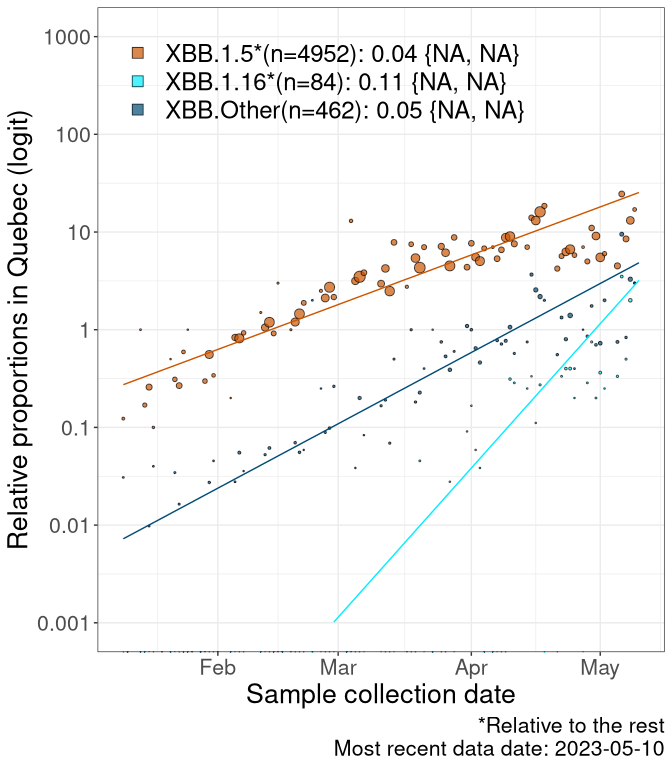 XBB.1.5*(n=4952): 0.04 {NA, NA}
XBB.1.16*(n=84): 0.11 {NA, NA}
XBB.Other(n=462): 0.05 {NA, NA}
Relative proportions in Quebec (logit)
1000
100
10
1
0.1
0.01
0.001
Feb Mar Apr May
Sample collection date
*Relative to the rest
Most recent data date: 2023-05-10